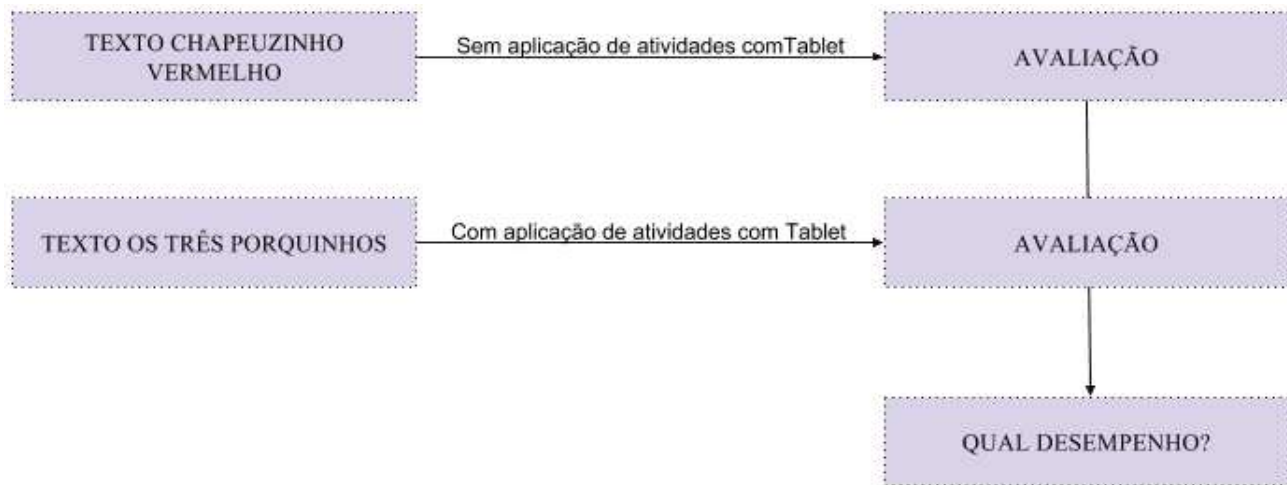 TEXTO CHAPEUZINHO
VERMELHO
Sem aplicação de atividades comTablet
AVALIAÇÃO
TEXTO OS TRÊS PORQUINHOS
Com aplicação de atividades com Tablet
AVALIAÇÃO
QUAL DESEMPENHO?